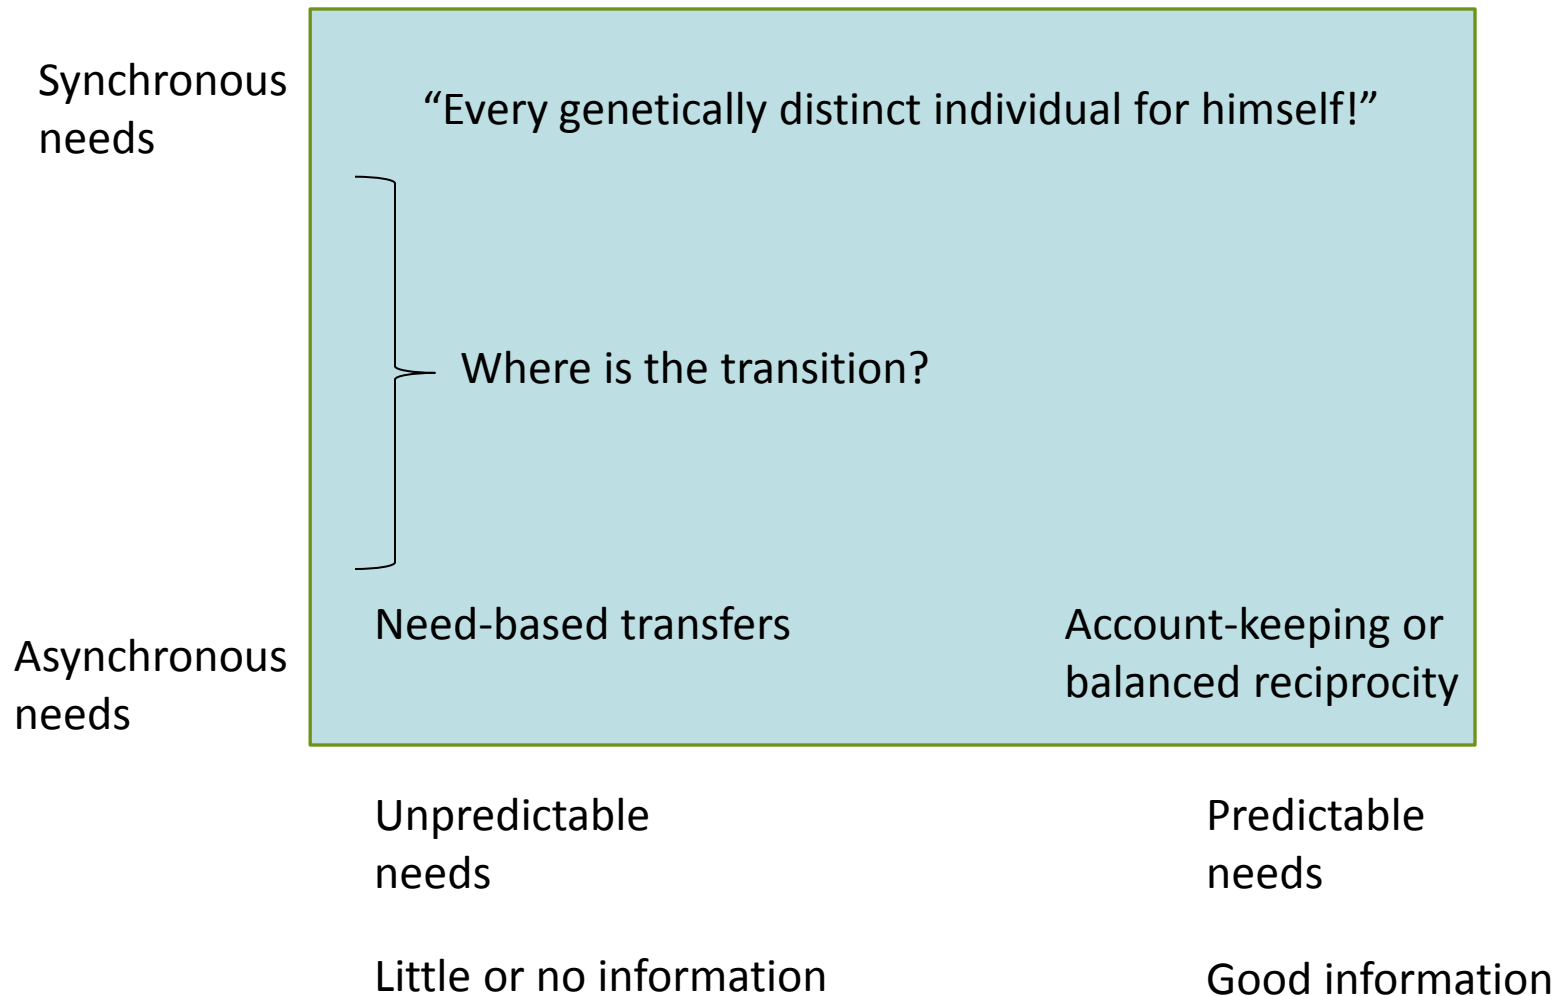 Synchronous
needs
“Every genetically distinct individual for himself!”
Where is the transition?
Need-based transfers
Account-keeping or
balanced reciprocity
Asynchronous
needs
Unpredictable
needs
Predictable
needs
Little or no information
Good information